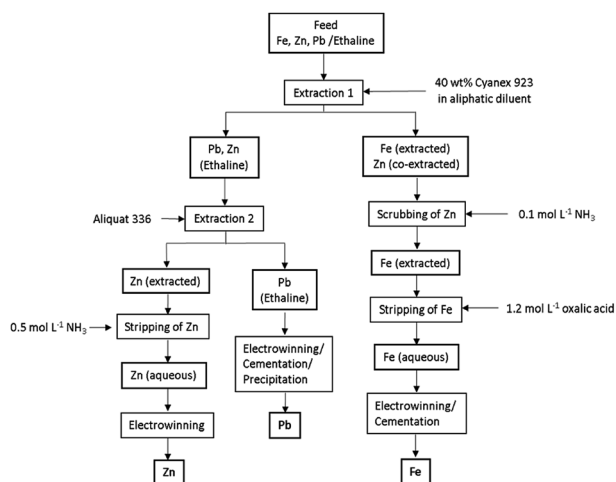 Feed
Fe, Zn, Pb /Ethaline
Extraction 1
40 wt% Cyanex 923
in aliphatic diluent
Pb, Zn
(Ethaline)
Fe (extracted)
Zn (co-extracted)
Aliquat 336
Extraction 2
Scrubbing of Zn
0.1 mol L⁻¹ NH₃
Zn (extracted)
Pb
(Ethaline)
Fe (extracted)
0.5 mol L⁻¹ NH₃
Stripping of Zn
Stripping of Fe
1.2 mol L⁻¹ oxalic acid
Zn (aqueous)
Electrowinning/
Cementation/
Precipitation
Fe (aqueous)
Electrowinning
Pb
Electrowinning/
Cementation
Zn
Fe